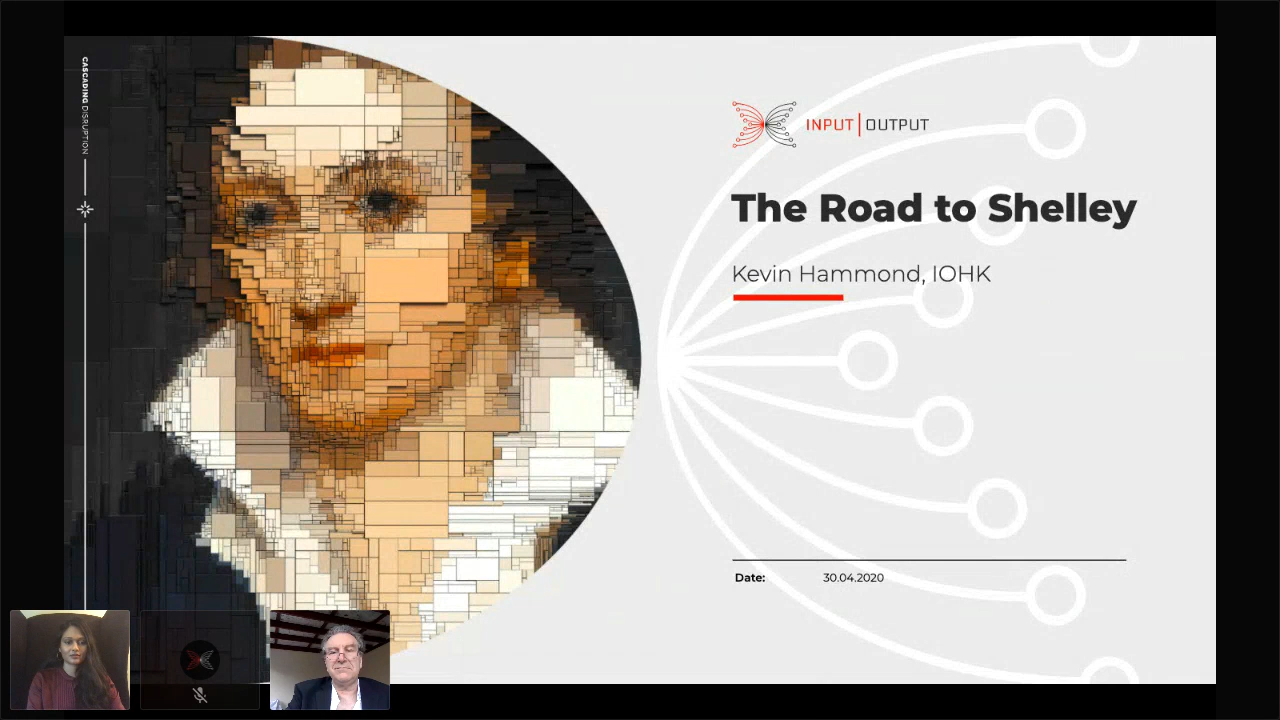 CASCADING DISRUPTION
INPUT | OUTPUT
The Road to Shelley
Kevin Hammond, IOHK
Date: 30.04.2020